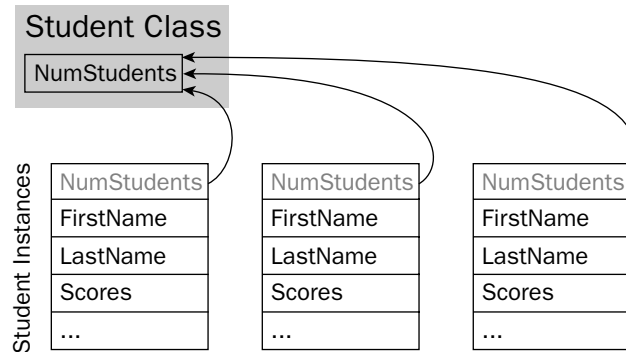 Student Class
NumStudents
Student Instances
NumStudents
FirstName
LastName
Scores
...
NumStudents
FirstName
LastName
Scores
...
NumStudents
FirstName
LastName
Scores
...